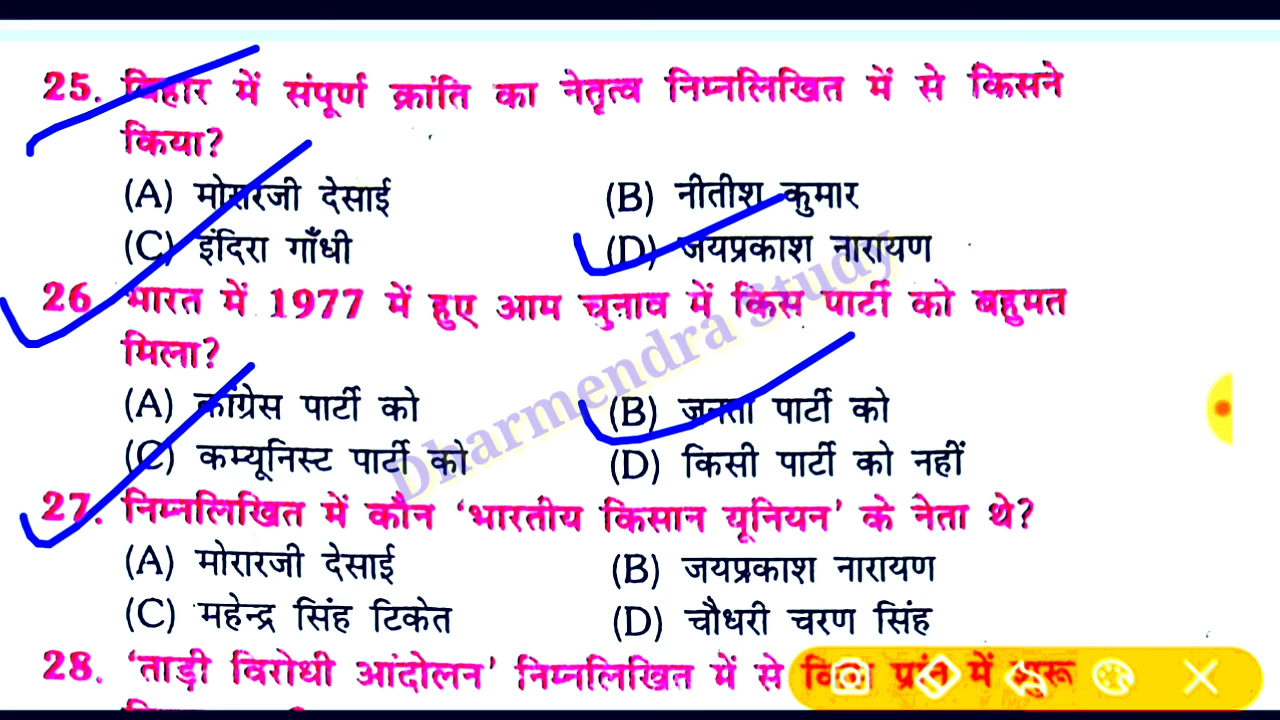 25. बिहार में संपूर्ण क्रांति का नेतृत्व निम्नलिखित में से किसने
किया?
(A) मोरारजी देसाई (B) नीतीश कुमार
(C) इंदिरा गाँधी (D) जयप्रकाश नारायण
26 भारत में 1977 में हुए आम चुनाव में किस पार्टी को बहुमत
मिला?
(A) कांग्रेस पार्टी को (B) जनता पार्टी को
(C) कम्यूनिस्ट पार्टी को (D) किसी पार्टी को नहीं
Dharmendra Study
27. निम्नलिखित में कौन ‘भारतीय किसान यूनियन’ के नेता थे?
(A) मोरारजी देसाई (B) जयप्रकाश नारायण
(C) महेन्द्र सिंह टिकेत (D) चौधरी चरण सिंह
28. ‘ताड़ी विरोधी आंदोलन’ निम्नलिखित में से किस प्रांत में शुरू